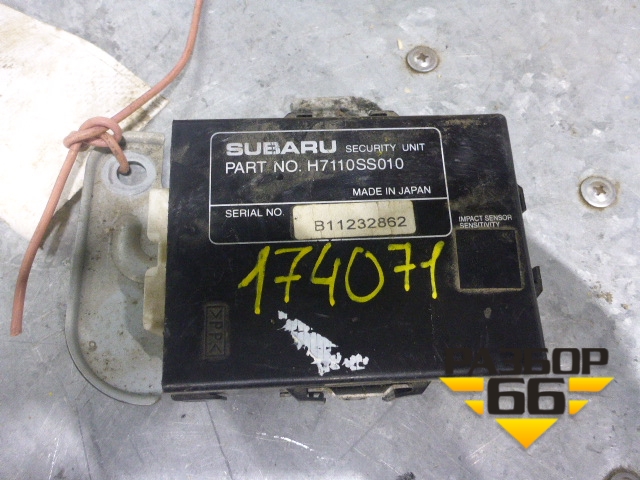 SUBARU SECURITY UNIT
PART NO. H7110SS010
MADE IN JAPAN
SERIAL NO.
B11232862
IMPACT SENSOR
SENSITIVITY
174071
>PP<
РАЗБОР
66